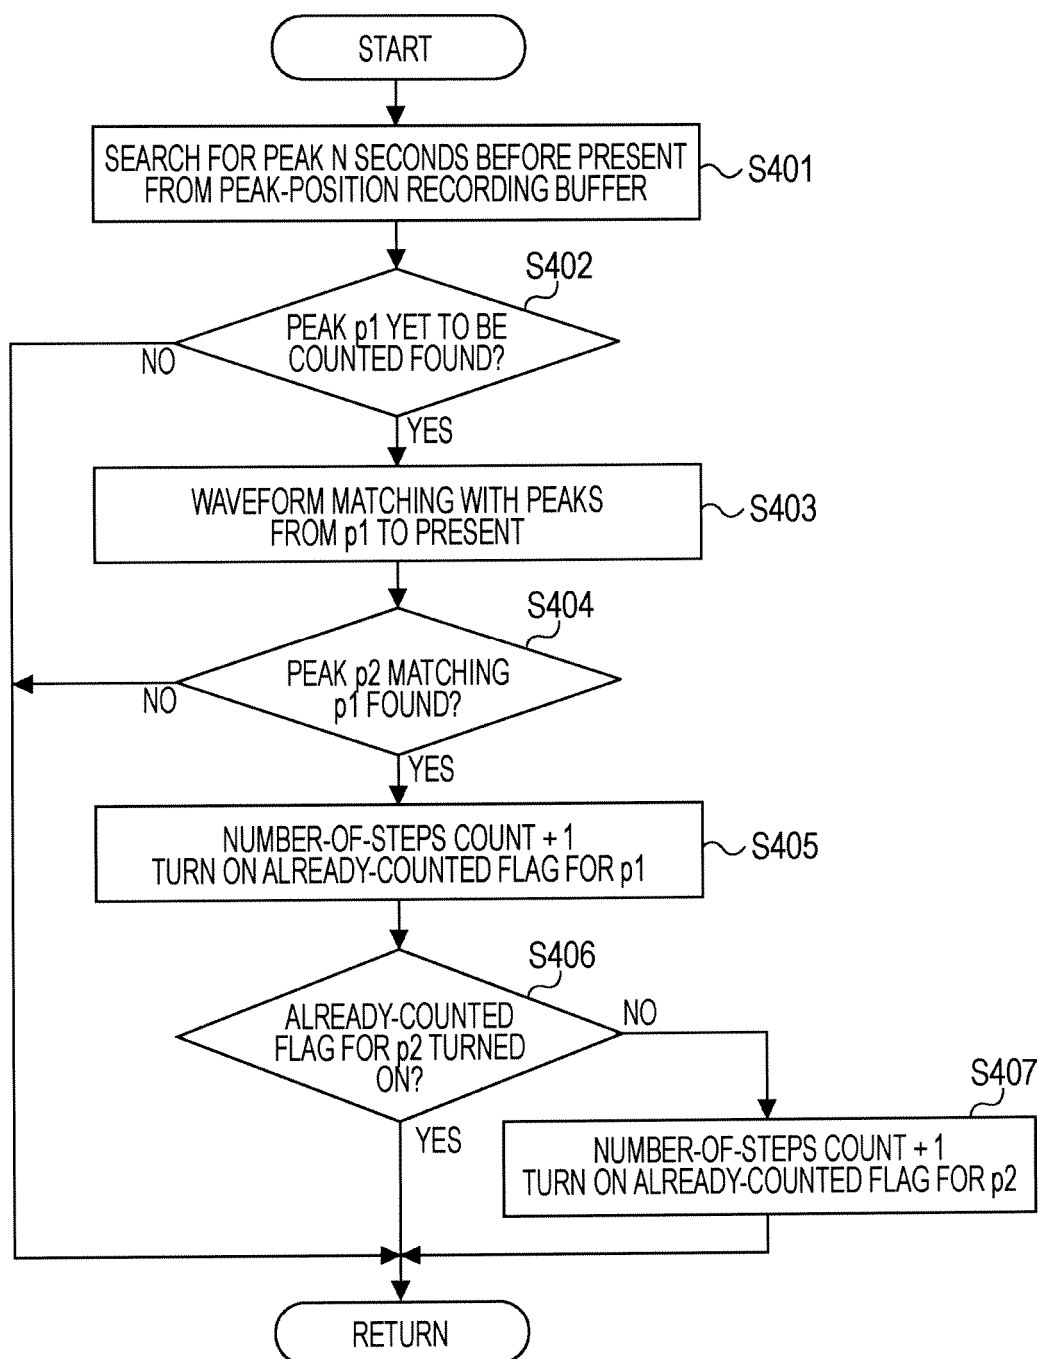 START
SEARCH FOR PEAK N SECONDS BEFORE PRESENT
FROM PEAK-POSITION RECORDING BUFFER
S401
S402
PEAK p1 YET TO BE
COUNTED FOUND?
NO
YES
WAVEFORM MATCHING WITH PEAKS
FROM p1 TO PRESENT
S403
S404
PEAK p2 MATCHING
p1 FOUND?
NO
YES
NUMBER-OF-STEPS COUNT + 1
TURN ON ALREADY-COUNTED FLAG FOR p1
S405
S406
ALREADY-COUNTED
FLAG FOR p2 TURNED
ON?
NO
YES
S407
NUMBER-OF-STEPS COUNT + 1
TURN ON ALREADY-COUNTED FLAG FOR p2
RETURN